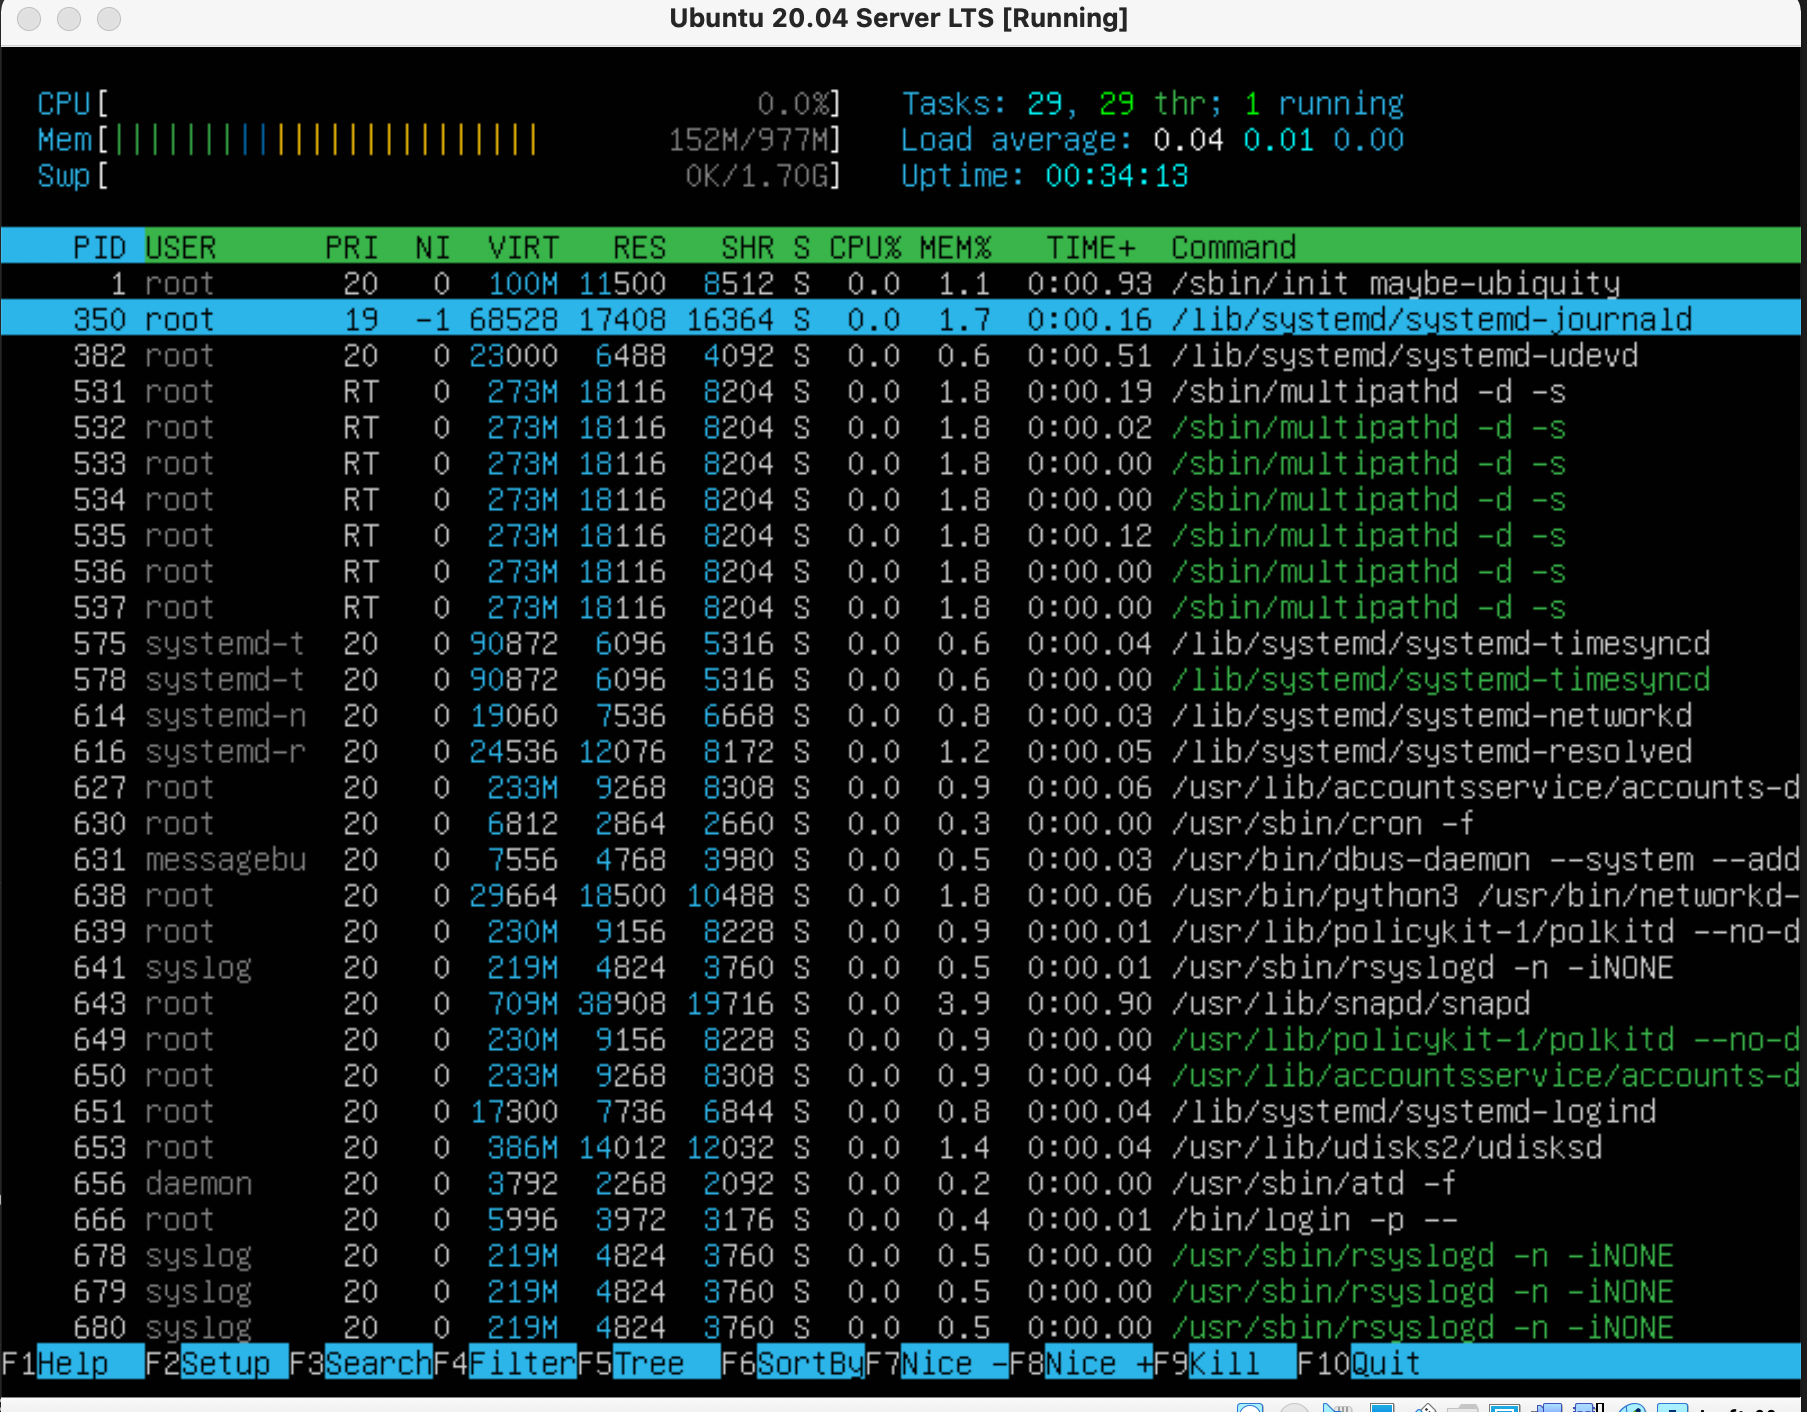 Ubuntu 20.04 Server LTS [Running]
CPU[ 0.0%] Tasks: 29, 29 thr; 1 running
Mem[||||||||||||||||||||||||152M/977M] Load average: 0.04 0.01 0.00
Swp[ 0K/1.70G] Uptime: 00:34:13
PID USER PRI NI VIRT RES SHR S CPU% MEM% TIME+ Command
1 root 20 0 100M 11500 8512 S 0.0 1.1 0:00.93 /sbin/init maybe-ubiquity
350 root 19 -1 68528 17408 16364 S 0.0 1.7 0:00.16 /lib/systemd/systemd-journald
382 root 20 0 23000 6488 4092 S 0.0 0.6 0:00.51 /lib/systemd/systemd-udevd
531 root RT 0 273M 18116 8204 S 0.0 1.8 0:00.19 /sbin/multipathd -d -s
532 root RT 0 273M 18116 8204 S 0.0 1.8 0:00.02 /sbin/multipathd -d -s
533 root RT 0 273M 18116 8204 S 0.0 1.8 0:00.00 /sbin/multipathd -d -s
534 root RT 0 273M 18116 8204 S 0.0 1.8 0:00.00 /sbin/multipathd -d -s
535 root RT 0 273M 18116 8204 S 0.0 1.8 0:00.12 /sbin/multipathd -d -s
536 root RT 0 273M 18116 8204 S 0.0 1.8 0:00.00 /sbin/multipathd -d -s
537 root RT 0 273M 18116 8204 S 0.0 1.8 0:00.00 /sbin/multipathd -d -s
575 systemd-t 20 0 90872 6096 5316 S 0.0 0.6 0:00.04 /lib/systemd/systemd-timesyncd
578 systemd-t 20 0 90872 6096 5316 S 0.0 0.6 0:00.00 /lib/systemd/systemd-timesyncd
614 systemd-n 20 0 19060 7536 6668 S 0.0 0.8 0:00.03 /lib/systemd/systemd-networkd
616 systemd-r 20 0 24536 12076 8172 S 0.0 1.2 0:00.05 /lib/systemd/systemd-resolved
627 root 20 0 233M 9268 8308 S 0.0 0.9 0:00.06 /usr/lib/accountsservice/accounts-d
630 root 20 0 6812 2864 2660 S 0.0 0.3 0:00.00 /usr/sbin/cron -f
631 messagebu 20 0 7556 4768 3980 S 0.0 0.5 0:00.03 /usr/bin/dbus-daemon --system --add
638 root 20 0 29664 18500 10488 S 0.0 1.8 0:00.06 /usr/bin/python3 /usr/bin/networkd-
639 root 20 0 230M 9156 8228 S 0.0 0.9 0:00.01 /usr/lib/policykit-1/polkitd --no-d
641 syslog 20 0 219M 4824 3760 S 0.0 0.5 0:00.01 /usr/sbin/rsyslogd -n -iNONE
643 root 20 0 709M 38908 19716 S 0.0 3.9 0:00.90 /usr/lib/snapd/snapd
649 root 20 0 230M 9156 8228 S 0.0 0.9 0:00.00 /usr/lib/policykit-1/polkitd --no-d
650 root 20 0 233M 9268 8308 S 0.0 0.9 0:00.04 /usr/lib/accountsservice/accounts-d
651 root 20 0 17300 7736 6844 S 0.0 0.8 0:00.04 /lib/systemd/systemd-logind
653 root 20 0 386M 14012 12032 S 0.0 1.4 0:00.04 /usr/lib/udisks2/udisksd
656 daemon 20 0 3792 2268 2092 S 0.0 0.2 0:00.00 /usr/sbin/atd -f
666 root 20 0 5996 3972 3176 S 0.0 0.4 0:00.01 /bin/login -p --
678 syslog 20 0 219M 4824 3760 S 0.0 0.5 0:00.00 /usr/sbin/rsyslogd -n -iNONE
679 syslog 20 0 219M 4824 3760 S 0.0 0.5 0:00.00 /usr/sbin/rsyslogd -n -iNONE
680 syslog 20 0 219M 4824 3760 S 0.0 0.5 0:00.00 /usr/sbin/rsyslogd -n -iNONE
F1Help F2Setup F3SearchF4FilterF5Tree F6SortByF7Nice -F8Nice +F9Kill F10Quit